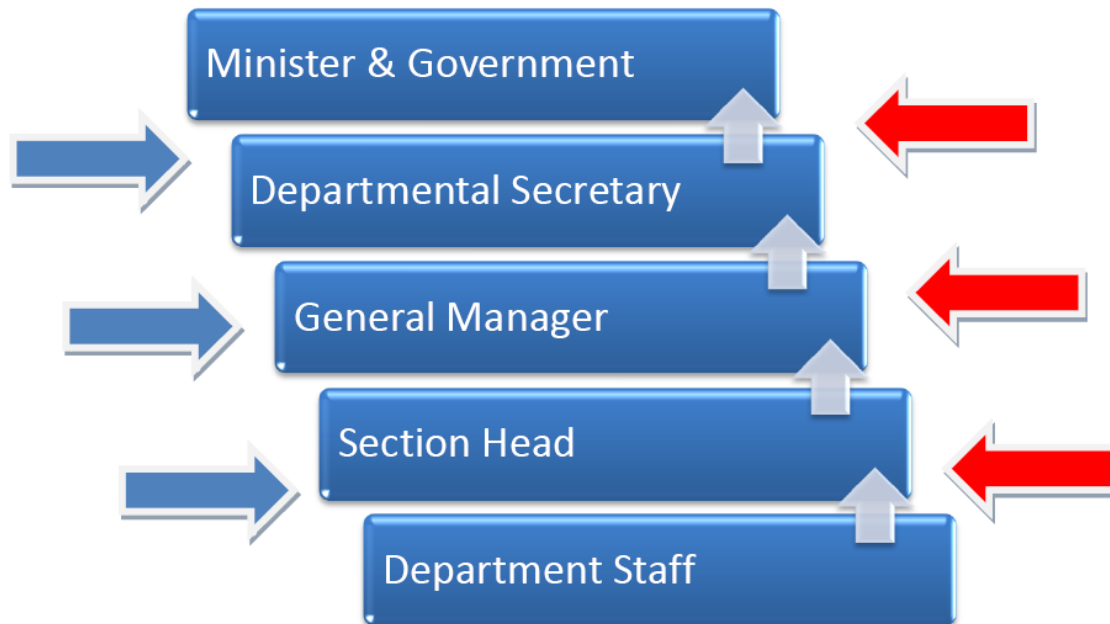 Minister & Government
Departmental Secretary
General Manager
Section Head
Department Staff